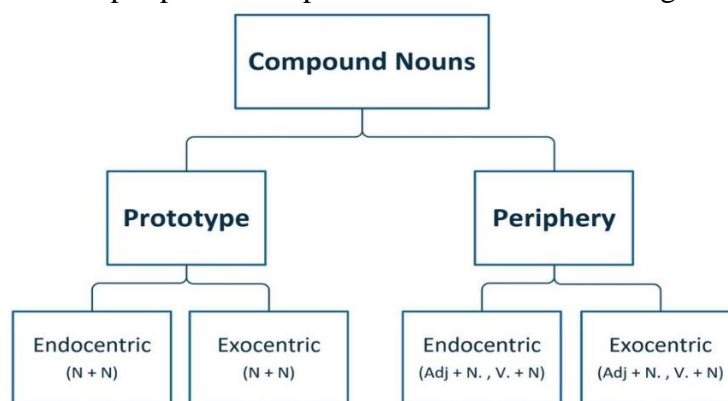 Compound Nouns
Prototype
Periphery
Endocentric
(N + N)
Exocentric
(N + N)
Endocentric
(Adj + N. , V. + N)
Exocentric
(Adj + N. , V. + N)